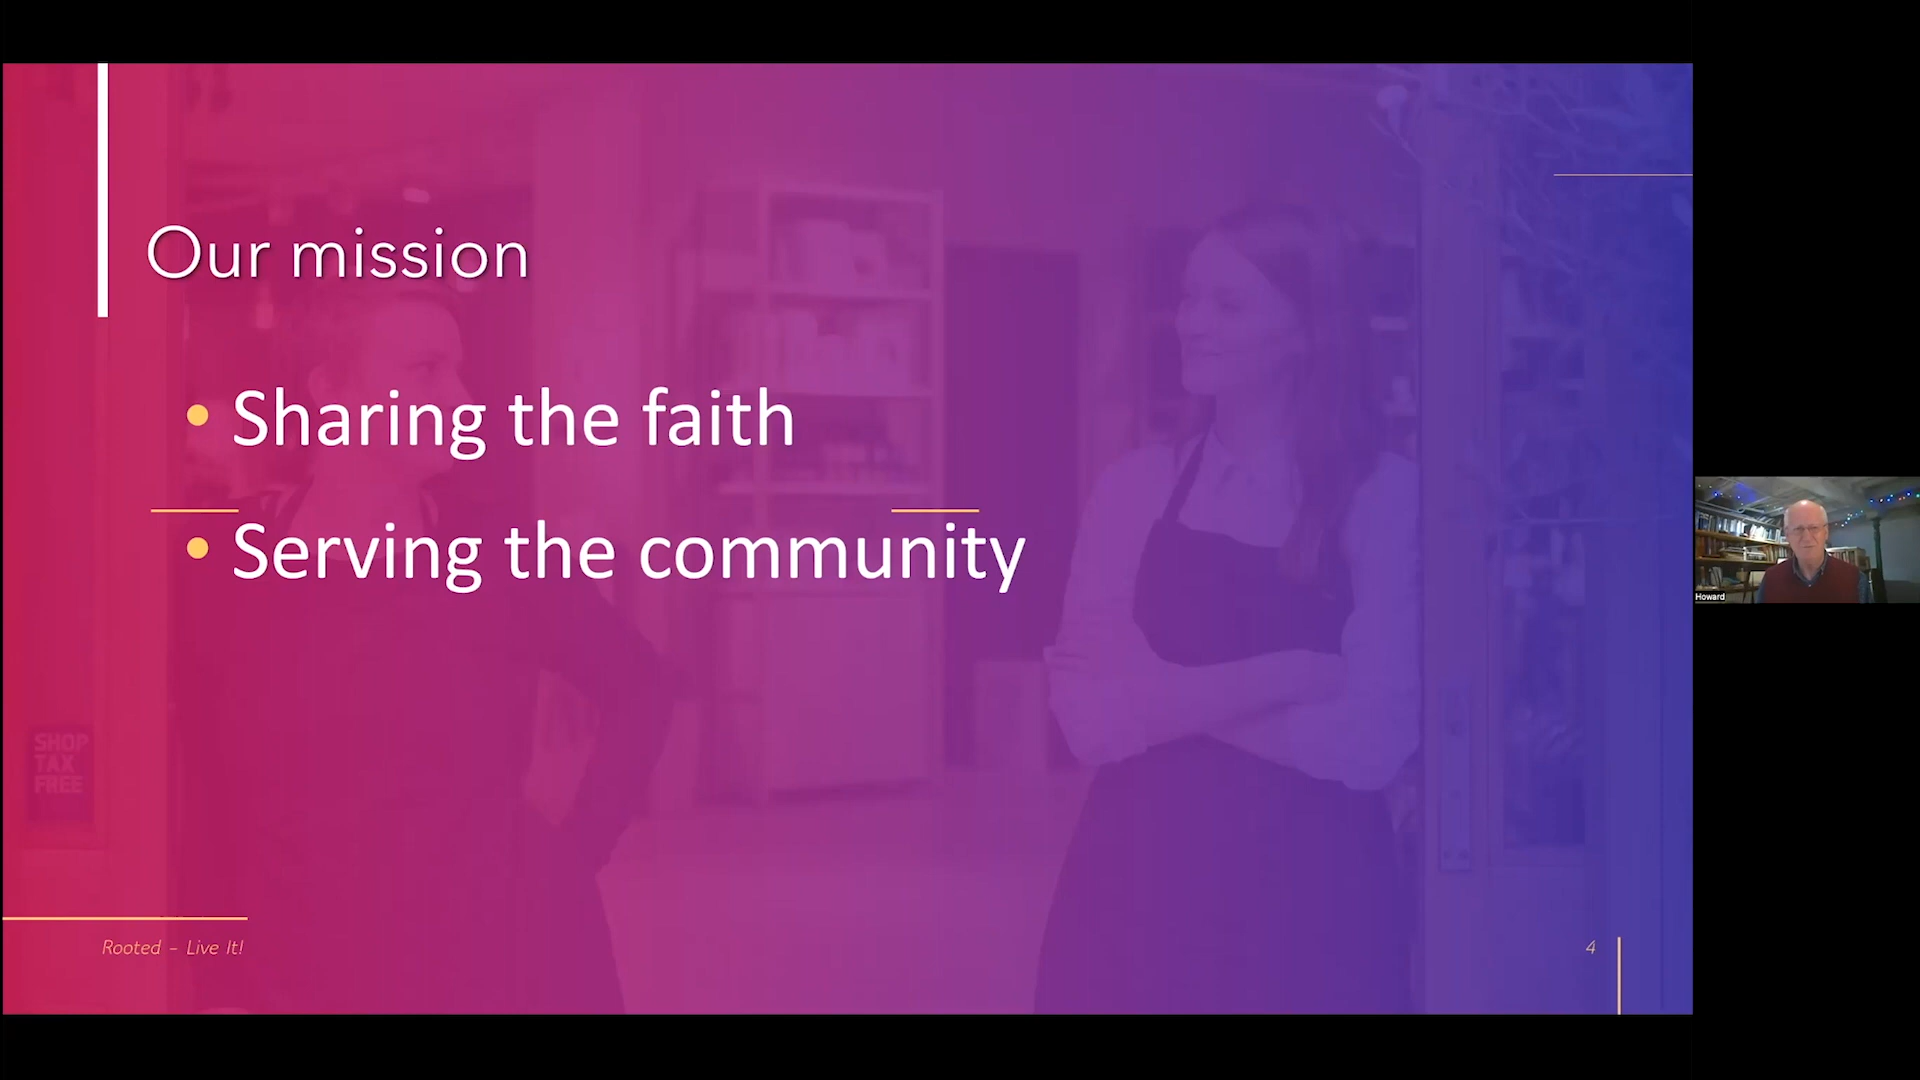 Our mission
• Sharing the faith
• Serving the community
SHOP
TAX
FREE
Rooted – Live It!
4
Howard